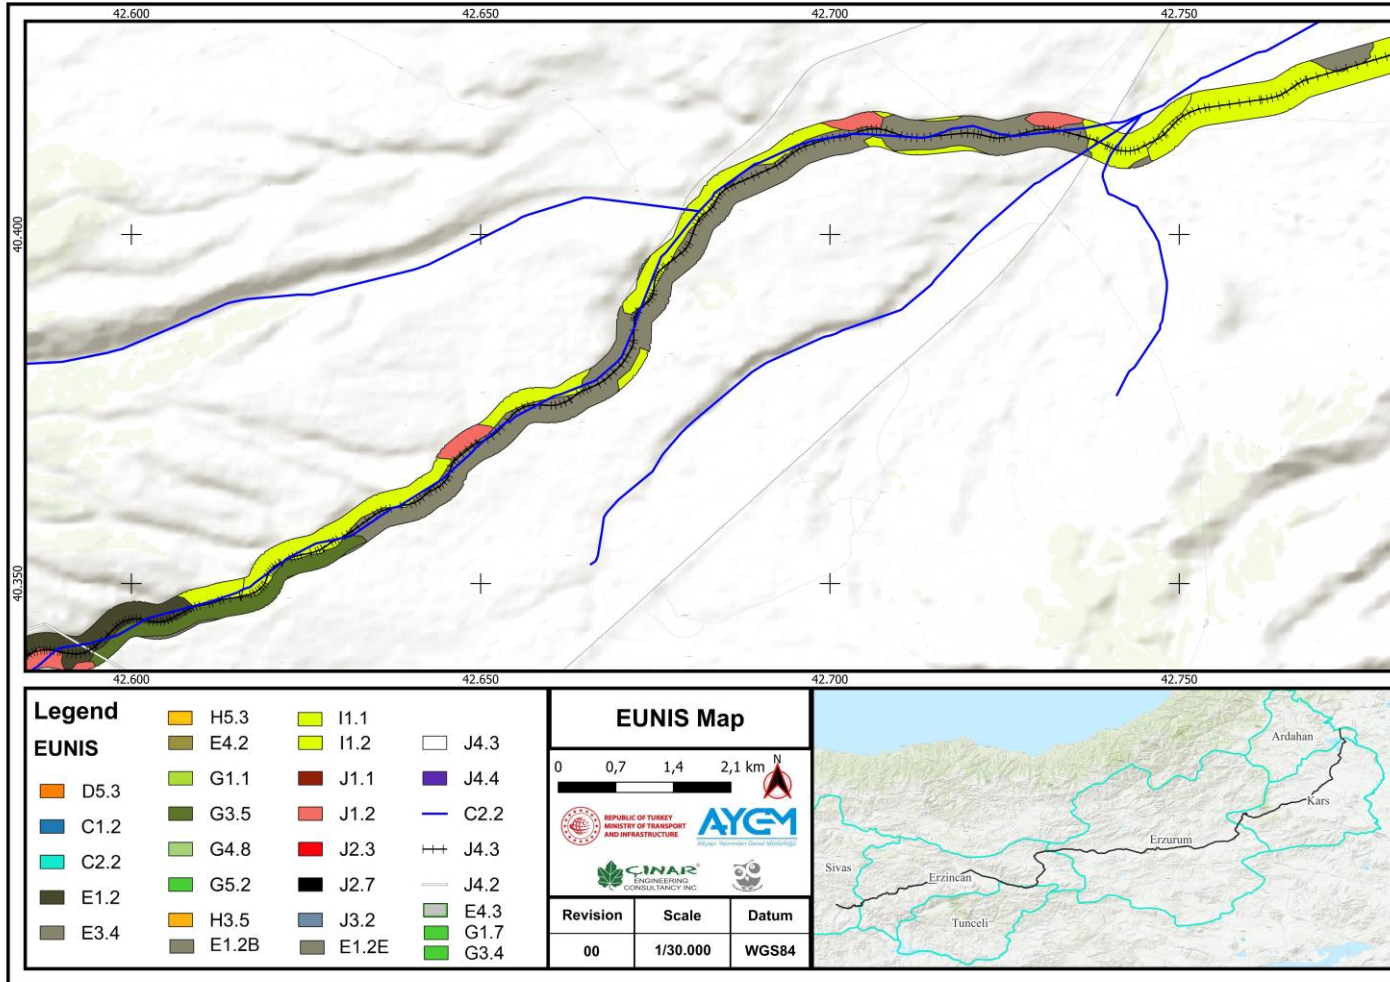 42.600
42.650
42.700
42.750
40.400
40.350
42.600
42.650
42.700
42.750
Legend
EUNIS
D5.3
C1.2
C2.2
E1.2
E3.4
H5.3
E4.2
G1.1
G3.5
G4.8
G5.2
H3.5
E1.2B
I1.1
I1.2
J1.1
J1.2
J2.3
J2.7
J3.2
E1.2E
J4.3
J4.4
C2.2
J4.3
J4.2
E4.3
G1.7
G3.4
EUNIS Map
0 0,7 1,4 2,1 km
N
REPUBLIC OF TURKEY
MINISTRY OF TRANSPORT
AND INFRASTRUCTURE
AYGM
Altyapı Yatırımları Genel Müdürlüğü
ÇINAR
ENGINEERING
CONSULTANCY INC.
Revision Scale Datum
00 1/30.000 WGS84
Ardahan
Kars
Erzurum
Sivas
Erzincan
Tunceli